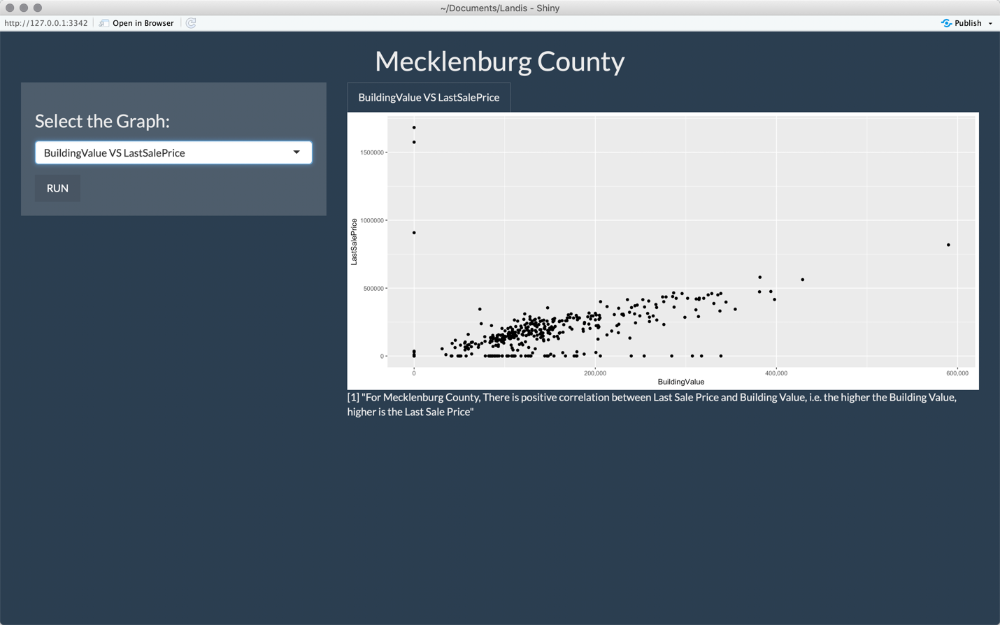 ~/Documents/Landis - Shiny
http://127.0.0.1:3342 Open in Browser Publish
Mecklenburg County
Select the Graph:
BuildingValue VS LastSalePrice
RUN
BuildingValue VS LastSalePrice
LastSalePrice
1500000
1000000
500000
0
0 200,000 400,000 600,000
BuildingValue
[1] "For Mecklenburg County, There is positive correlation between Last Sale Price and Building Value, i.e. the higher the Building Value,
higher is the Last Sale Price"